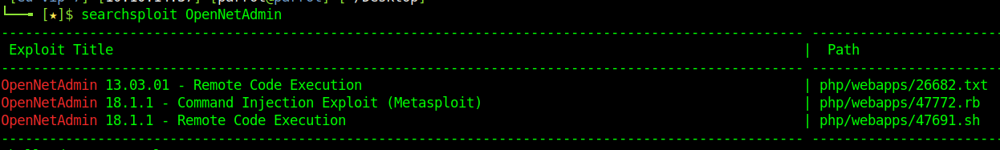 [★]$ searchsploit OpenNetAdmin
Exploit Title | Path
OpenNetAdmin 13.03.01 - Remote Code Execution | php/webapps/26682.txt
OpenNetAdmin 18.1.1 - Command Injection Exploit (Metasploit) | php/webapps/47772.rb
OpenNetAdmin 18.1.1 - Remote Code Execution | php/webapps/47691.sh